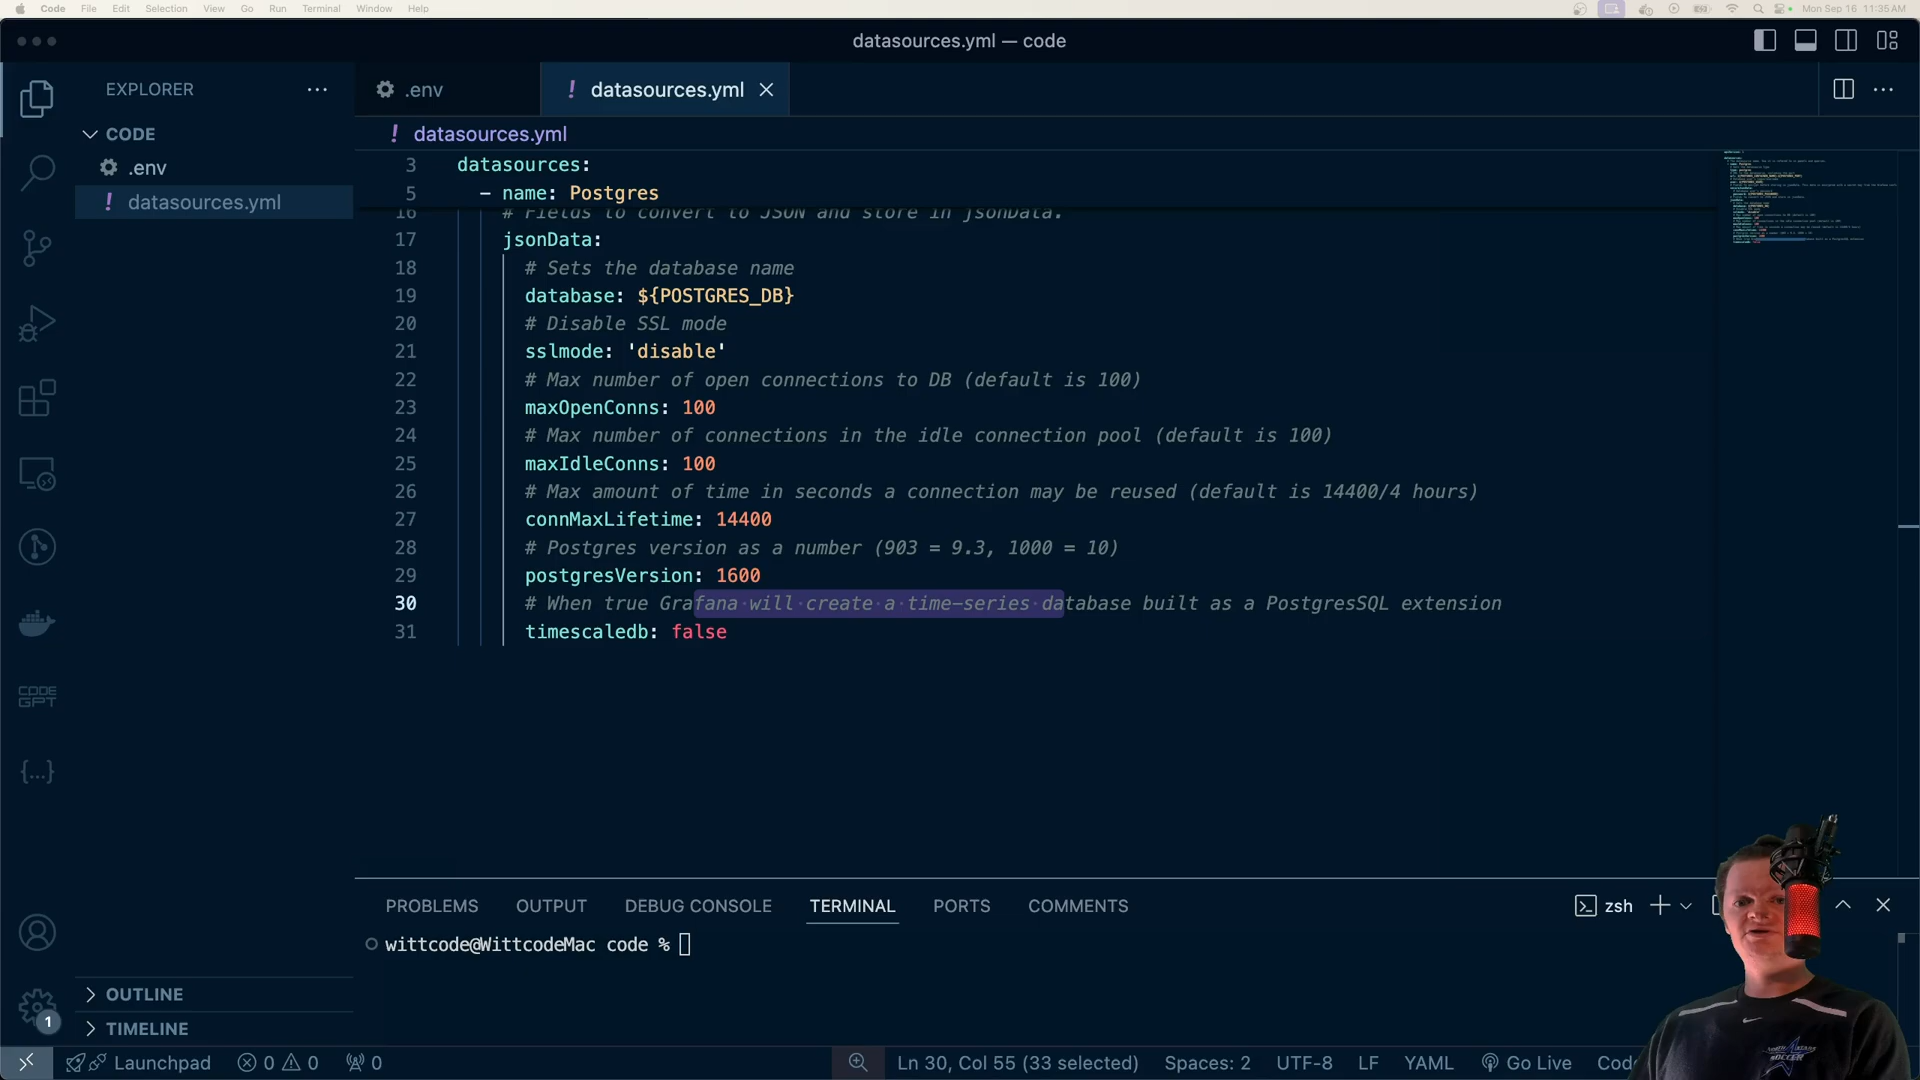 Code File Edit Selection View Go Run Terminal Window Help Mon Sep 16 11:35 AM
datasources.yml — code
EXPLORER
.env
! datasources.yml
CODE
! datasources.yml
.env
! datasources.yml
3 datasources:
5 - name: Postgres
16 # Fields to convert to JSON and store in jsonData.
17 jsonData:
18 # Sets the database name
19 database: ${POSTGRES_DB}
20 # Disable SSL mode
21 sslmode: 'disable'
22 # Max number of open connections to DB (default is 100)
23 maxOpenConns: 100
24 # Max number of connections in the idle connection pool (default is 100)
25 maxIdleConns: 100
26 # Max amount of time in seconds a connection may be reused (default is 14400/4 hours)
27 connMaxLifetime: 14400
28 # Postgres version as a number (903 = 9.3, 1000 = 10)
29 postgresVersion: 1600
30 # When true Grafana will create a time-series database built as a PostgresSQL extension
31 timescaledb: false
CODE
GPT
{...}
PROBLEMS OUTPUT DEBUG CONSOLE TERMINAL PORTS COMMENTS zsh
wittcode@WittcodeMac code %
OUTLINE
TIMELINE
1
Launchpad 0 0 0 Ln 30, Col 55 (33 selected) Spaces: 2 UTF-8 LF YAML Go Live